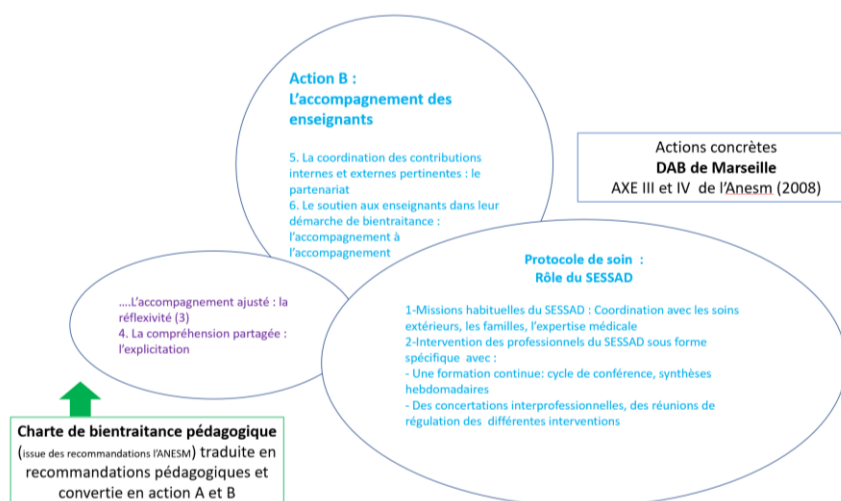 Action B :
L'accompagnement des
enseignants
5. La coordination des contributions
internes et externes pertinentes : le
partenariat
6. Le soutien aux enseignants dans leur
démarche de bientraitance :
l'accompagnement à
l'accompagnement
Actions concrètes
DAB de Marseille
AXE III et IV de l'Anesm (2008)
Protocole de soin :
Rôle du SESSAD
1-Missions habituelles du SESSAD : Coordination avec les soins
extérieurs, les familles, l'expertise médicale
2-Intervention des professionnels du SESSAD sous forme
spécifique avec :
- Une formation continue: cycle de conférence, synthèses
hebdomadaires
- Des concertations interprofessionnelles, des réunions de
régulation des différentes interventions
....L'accompagnement ajusté : la
réflexivité (3)
4. La compréhension partagée :
l'explicitation
Charte de bientraitance pédagogique
(issue des recommandations l'ANESM) traduite en
recommandations pédagogiques et
convertie en action A et B